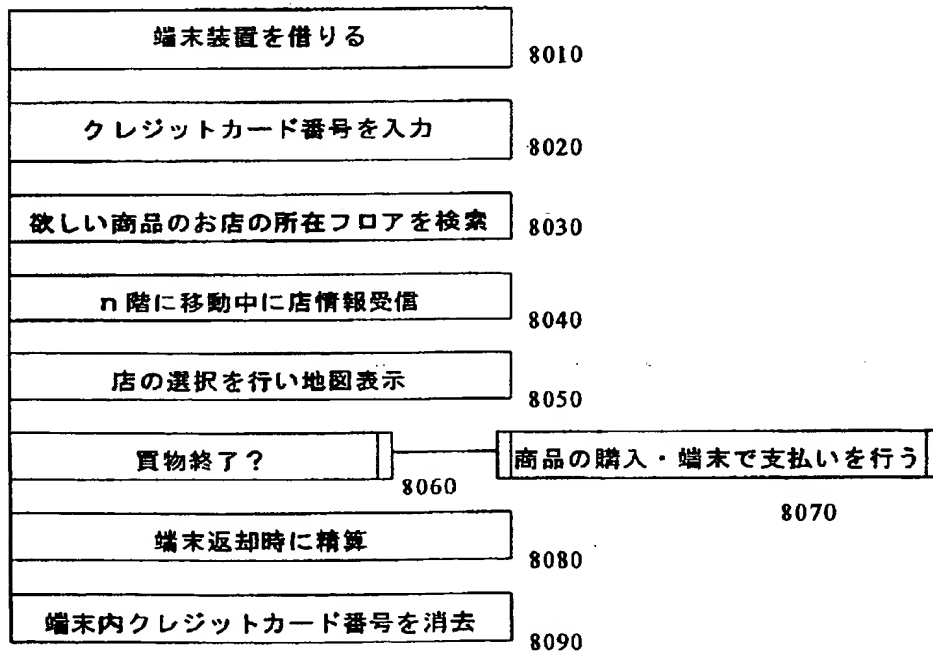 端末装置を借りる
8010
クレジットカード番号を入力
8020
欲しい商品のお店の所在フロアを検索
8030
n階に移動中に店情報受信
8040
店の選択を行い地図表示
8050
買物終了?
8060
商品の購入・端末で支払いを行う
8070
端末返却時に精算
8080
端末内クレジットカード番号を消去
8090